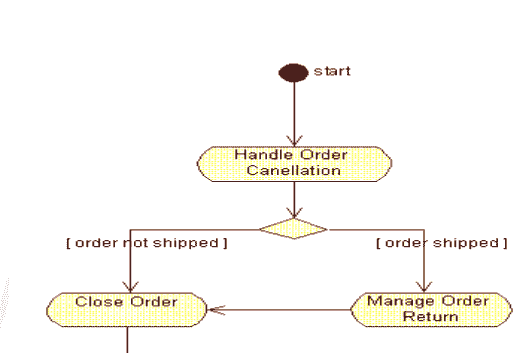 start
Handle Order
Canellation
[ order not shipped ]
[ order shipped ]
Close Order
Manage Order
Return